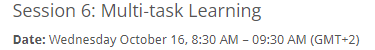 Session 6: Multi-task Learning
Date: Wednesday October 16, 8:30 AM – 09:30 AM (GMT+2)